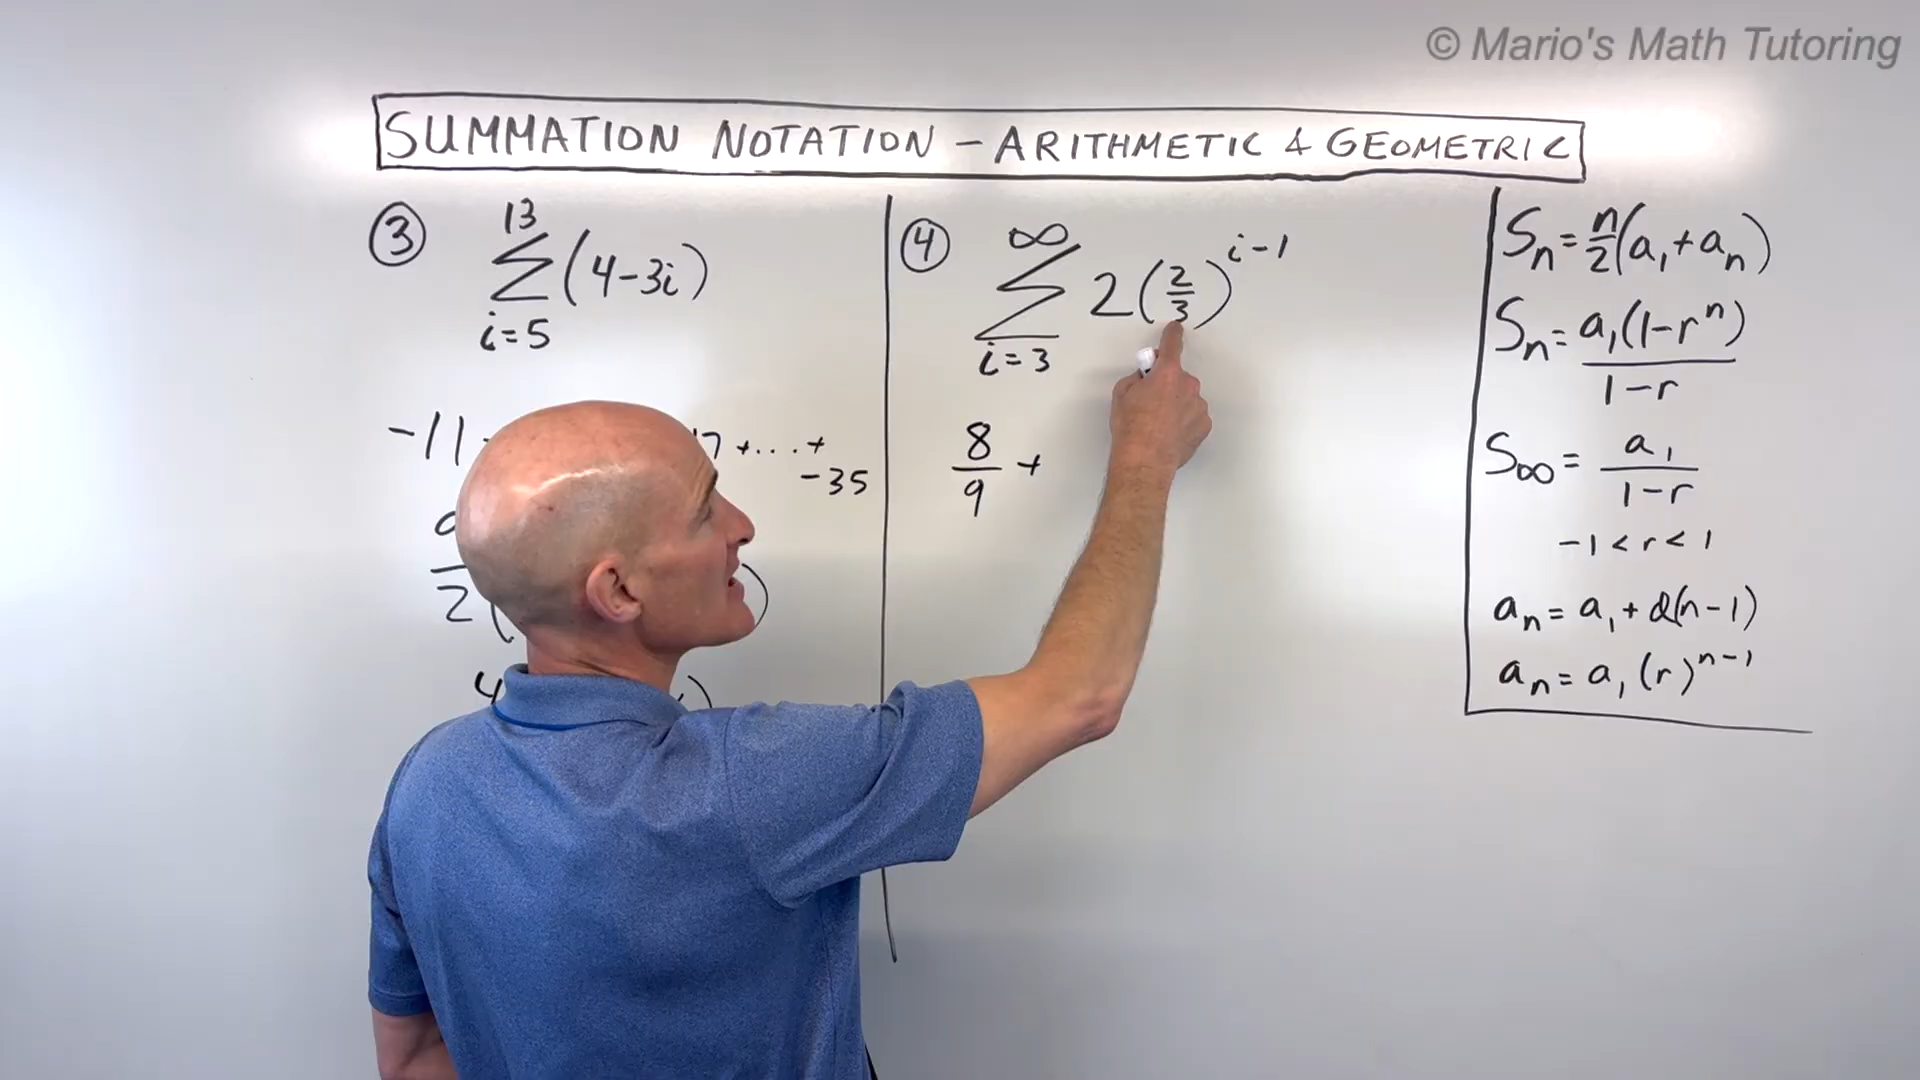 © Mario's Math Tutoring
SUMMATION NOTATION – ARITHMETIC & GEOMETRIC
③ 13
∑ (4-3i)
i=5
-11 7 +...+
-35
2 (
4
④ ∞
∑ 2(2/3)^{i-1}
i=3
8/9 +
Sₙ = n/2(a₁+aₙ)
Sₙ = a₁(1-rⁿ)/1-r
S∞ = a₁/1-r
-1<r<1
aₙ = a₁ + d(n-1)
aₙ = a₁(r)ⁿ⁻¹